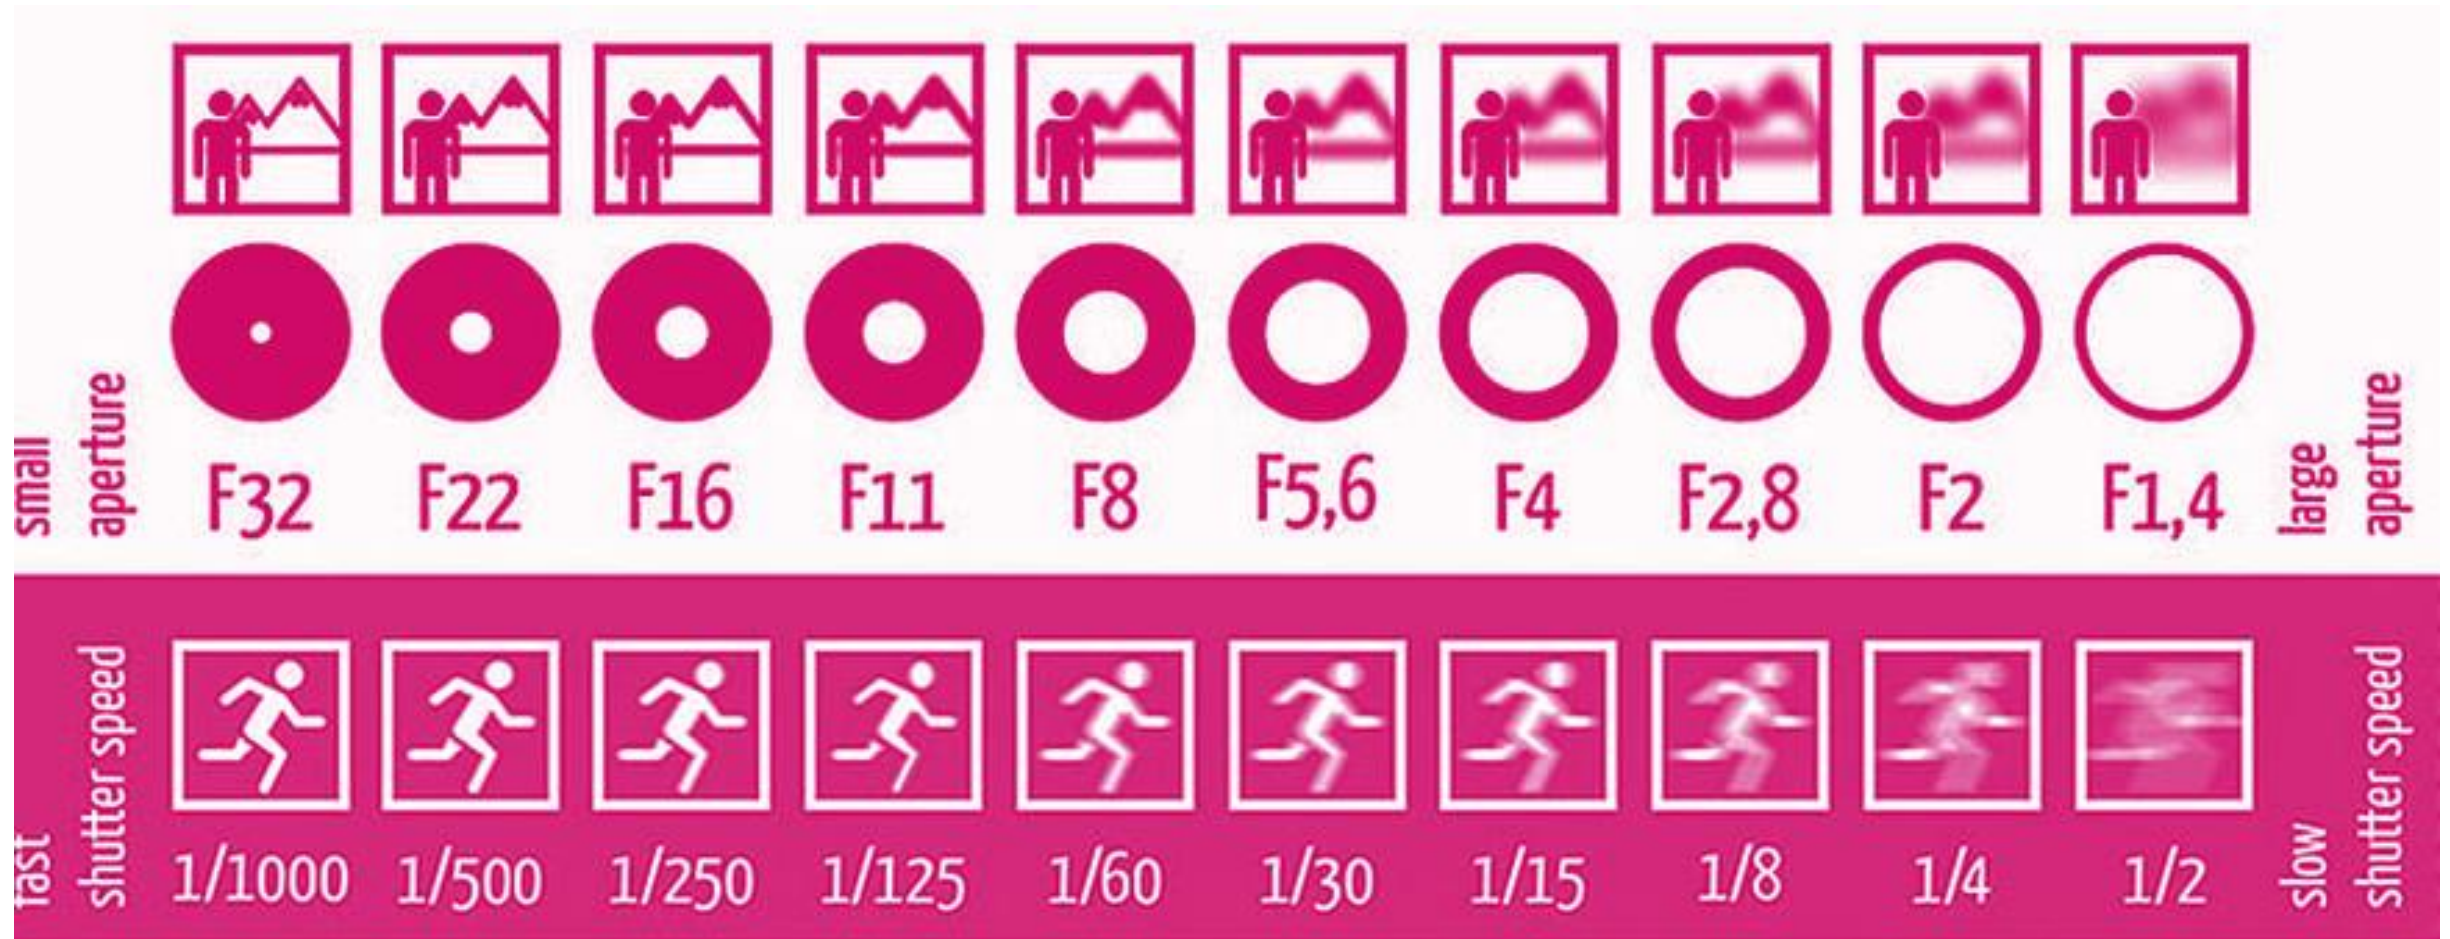 small
aperture
F32 F22 F16 F11 F8 F5,6 F4 F2,8 F2 F1,4
large
aperture
fast
shutter speed
1/1000 1/500 1/250 1/125 1/60 1/30 1/15 1/8 1/4 1/2
slow
shutter speed